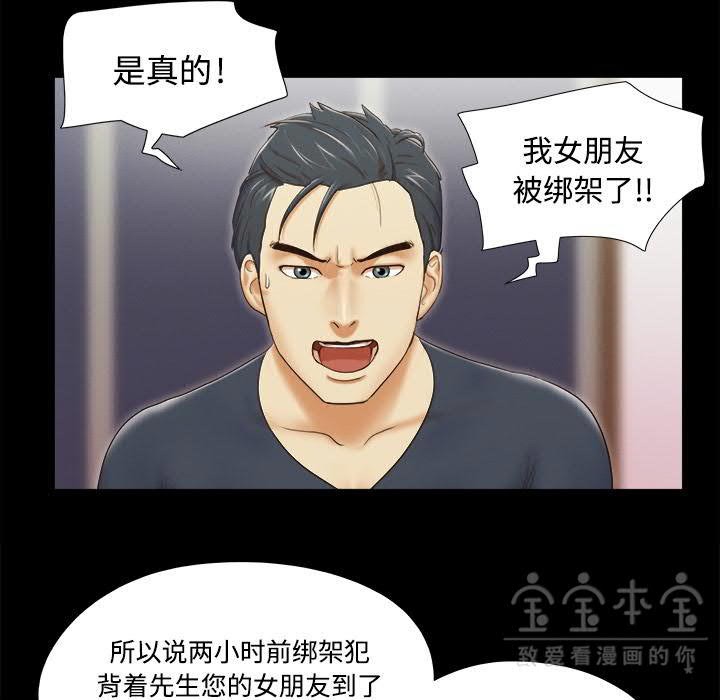 是真的!
我女朋友
被绑架了!!
所以说两小时前绑架犯
背着先生您的女朋友到了
宝宝本宝
致爱看漫画的你